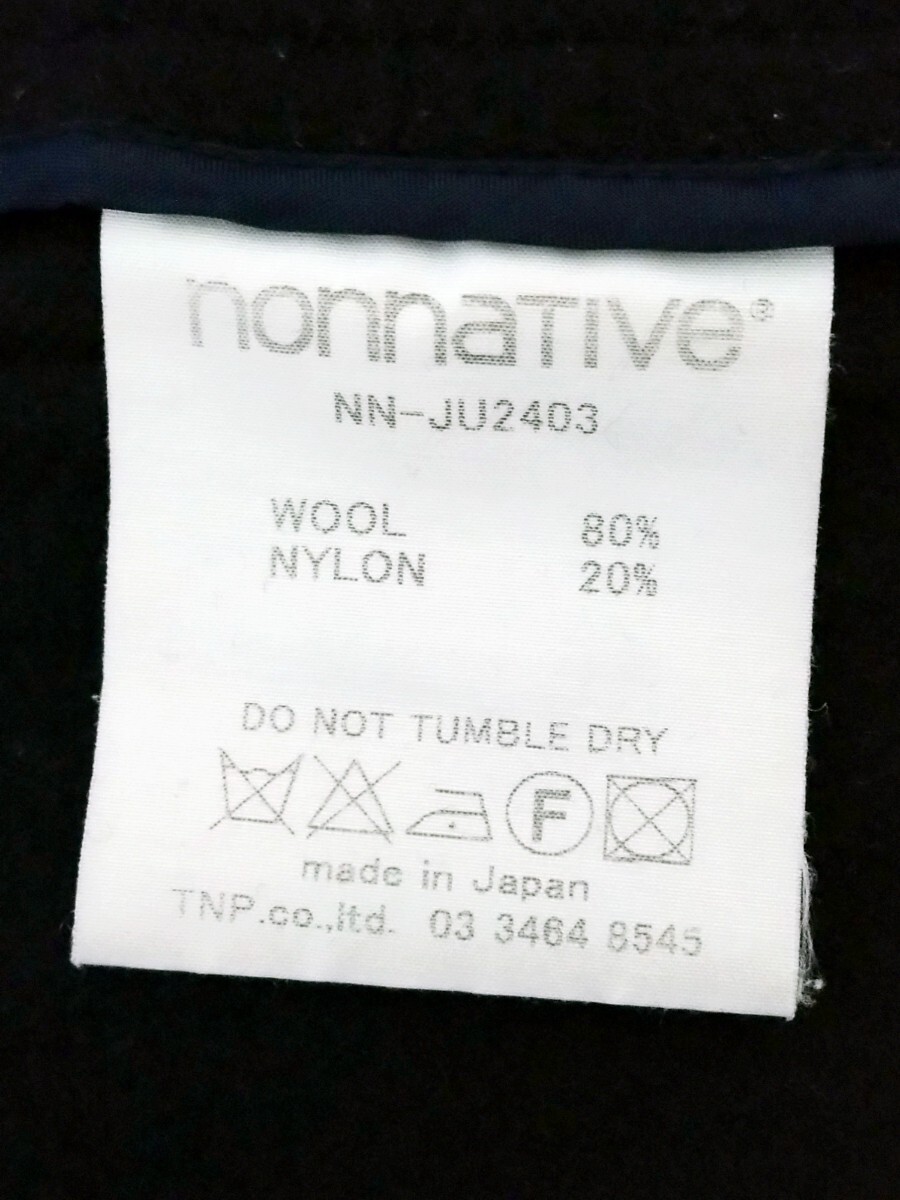 nonnaTIve®
NN-JU2403
WOOL 80%
NYLON 20%
DO NOT TUMBLE DRY
F
made in Japan
TNP.co.,ltd. 03 3464 8545